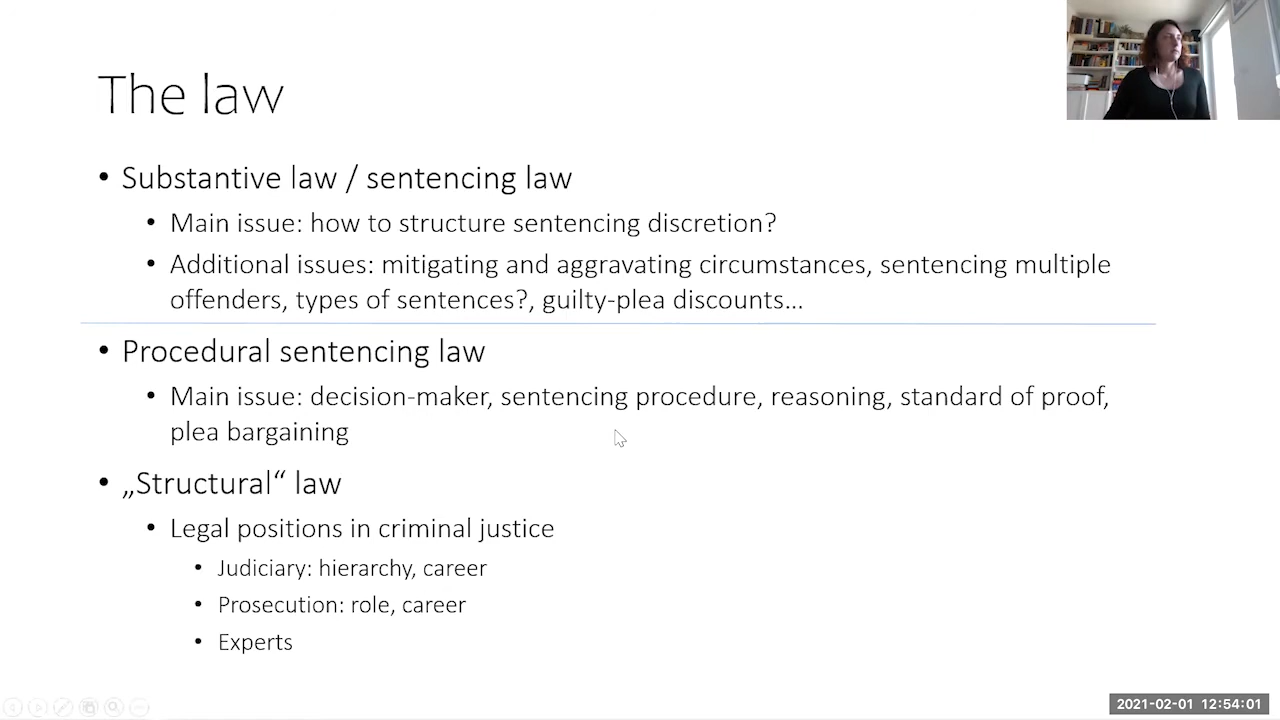 The law
• Substantive law / sentencing law
• Main issue: how to structure sentencing discretion?
• Additional issues: mitigating and aggravating circumstances, sentencing multiple
offenders, types of sentences?, guilty-plea discounts…
• Procedural sentencing law
• Main issue: decision-maker, sentencing procedure, reasoning, standard of proof,
plea bargaining
• „Structural“ law
• Legal positions in criminal justice
• Judiciary: hierarchy, career
• Prosecution: role, career
• Experts
2021-02-01 12:54:01